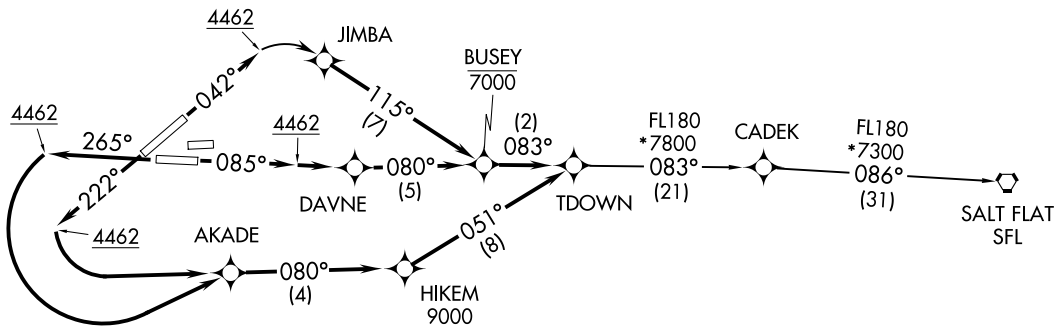 4462
JIMBA
BUSEY
7000
042°
115°
(7)
4462
265°
4462
(2)
083°
FL180
*7800
083°
(21)
CADEK
FL180
*7300
086°
(31)
085°
080°
(5)
DAVNE
TDOWN
SALT FLAT
SFL
222°
4462
AKADE
051°
(8)
080°
(4)
HIKEM
9000